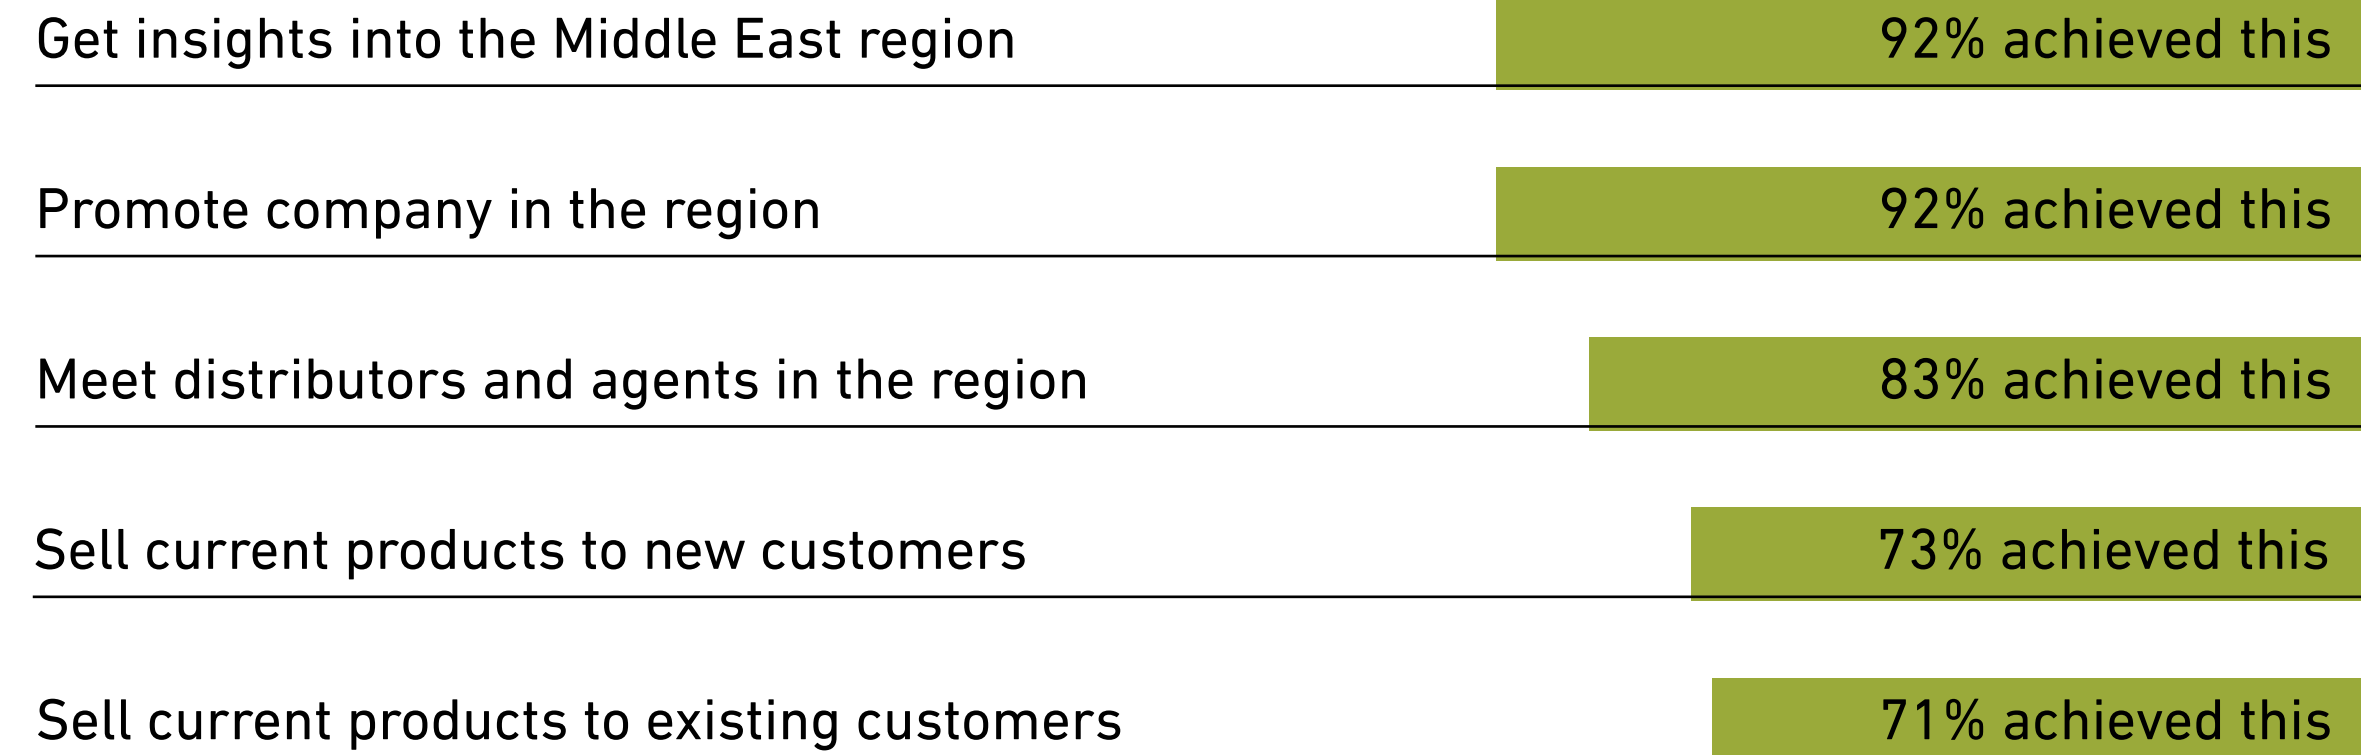 Get insights into the Middle East region 92% achieved this
Promote company in the region 92% achieved this
Meet distributors and agents in the region 83% achieved this
Sell current products to new customers 73% achieved this
Sell current products to existing customers 71% achieved this